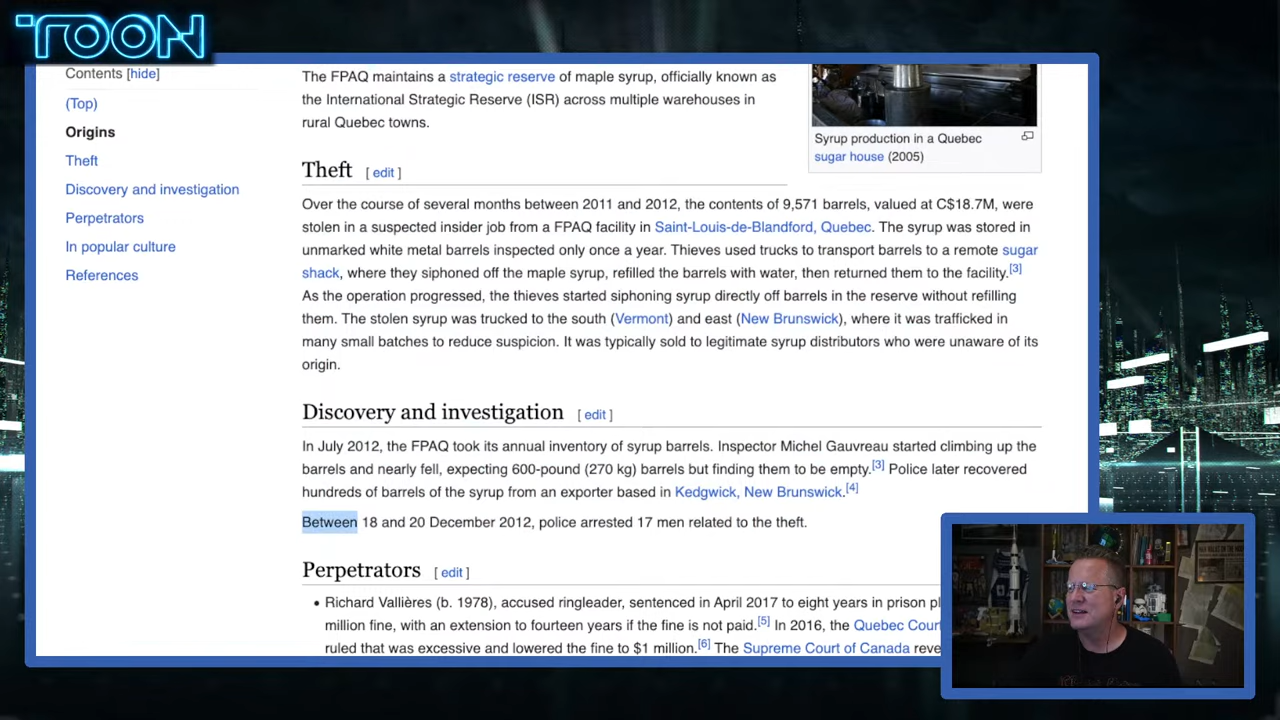 TOON
Contents [hide]
(Top)
Origins
Theft
Discovery and investigation
Perpetrators
In popular culture
References
The FPAQ maintains a strategic reserve of maple syrup, officially known as
the International Strategic Reserve (ISR) across multiple warehouses in
rural Quebec towns.
Syrup production in a Quebec
sugar house (2005)
Theft [ edit ]
Over the course of several months between 2011 and 2012, the contents of 9,571 barrels, valued at C$18.7M, were
stolen in a suspected insider job from a FPAQ facility in Saint-Louis-de-Blandford, Quebec. The syrup was stored in
unmarked white metal barrels inspected only once a year. Thieves used trucks to transport barrels to a remote sugar
shack, where they siphoned off the maple syrup, refilled the barrels with water, then returned them to the facility.[3]
As the operation progressed, the thieves started siphoning syrup directly off barrels in the reserve without refilling
them. The stolen syrup was trucked to the south (Vermont) and east (New Brunswick), where it was trafficked in
many small batches to reduce suspicion. It was typically sold to legitimate syrup distributors who were unaware of its
origin.
Discovery and investigation [ edit ]
In July 2012, the FPAQ took its annual inventory of syrup barrels. Inspector Michel Gauvreau started climbing up the
barrels and nearly fell, expecting 600-pound (270 kg) barrels but finding them to be empty.[3] Police later recovered
hundreds of barrels of the syrup from an exporter based in Kedgwick, New Brunswick.[4]
Between 18 and 20 December 2012, police arrested 17 men related to the theft.
Perpetrators [ edit ]
• Richard Vallières (b. 1978), accused ringleader, sentenced in April 2017 to eight years in prison pl
million fine, with an extension to fourteen years if the fine is not paid.[5] In 2016, the Quebec Cour
ruled that was excessive and lowered the fine to $1 million.[6] The Supreme Court of Canada reve